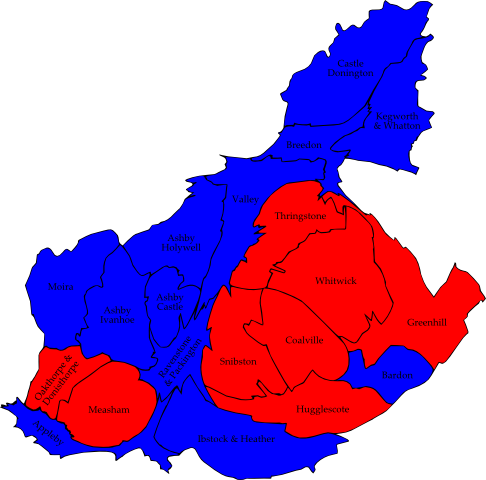 Castle
Donington
Kegworth
& Whatton
Breedon
Valley
Thringstone
Ashby
Holywell
Whitwick
Moira
Ashby
Castle
Ashby
Ivanhoe
Greenhill
Coalville
Ravenstone
& Packington
Snibston
Bardon
Oakthorpe &
Donisthorpe
Measham
Hugglescote
Appleby
Ibstock & Heather